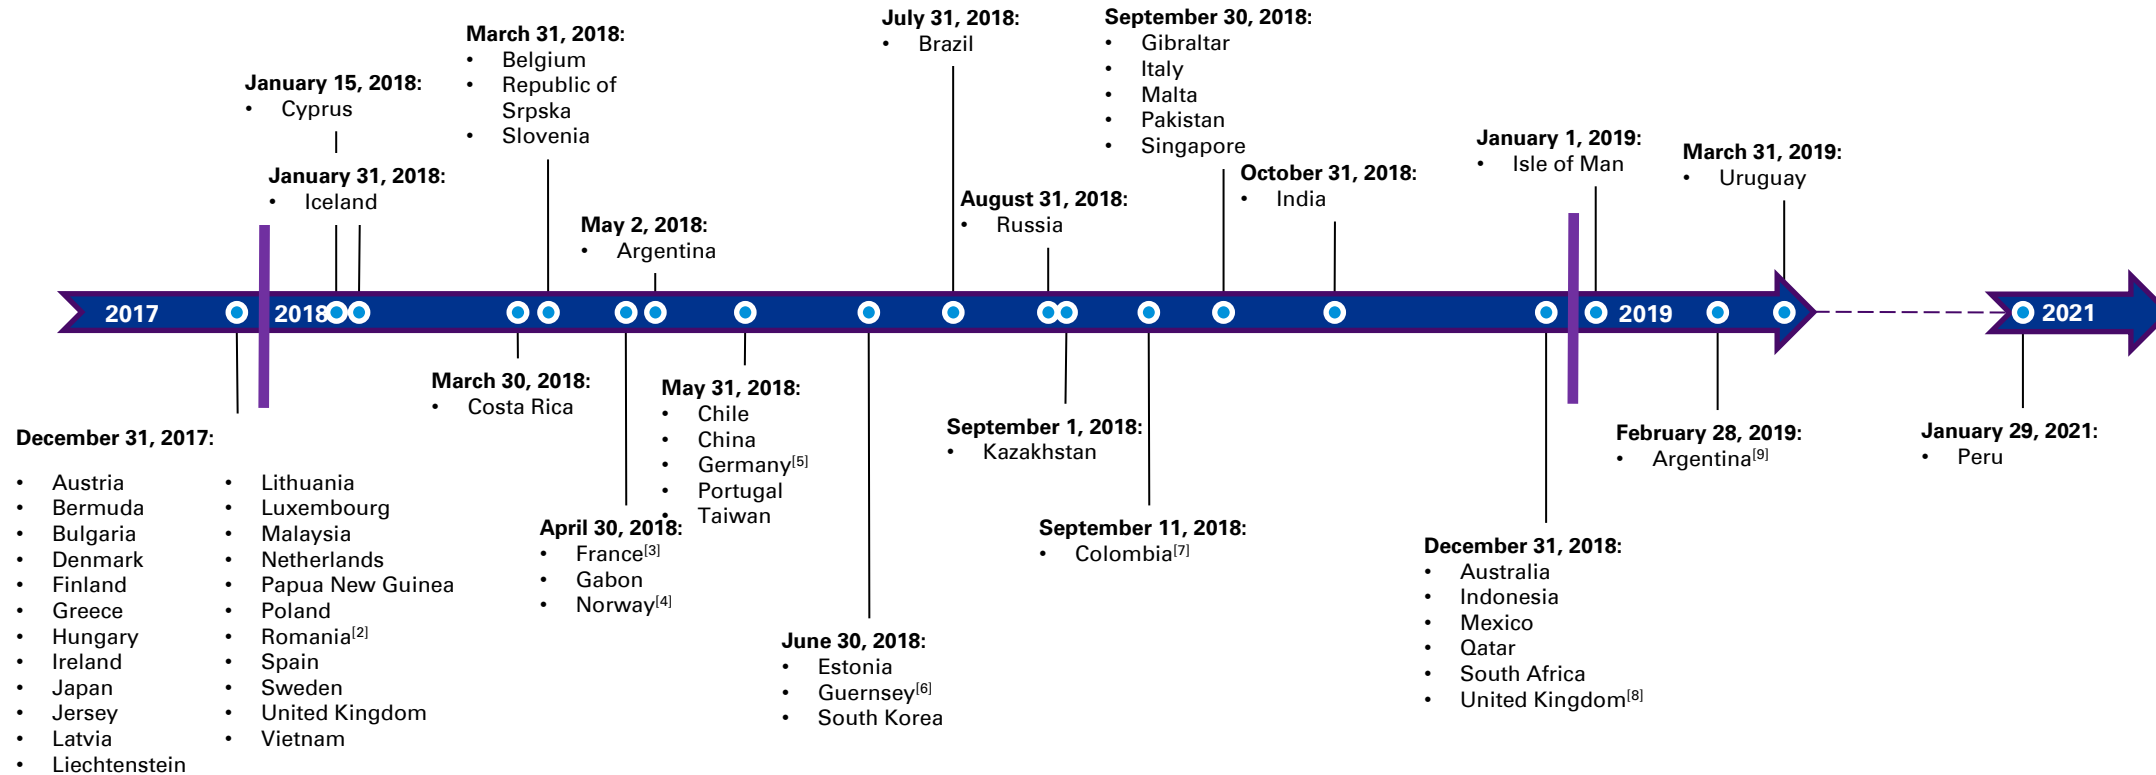 January 15, 2018:
• Cyprus
January 31, 2018:
• Iceland
March 31, 2018:
• Belgium
• Republic of
Srpska
• Slovenia
May 2, 2018:
• Argentina
July 31, 2018:
• Brazil
August 31, 2018:
• Russia
September 30, 2018:
• Gibraltar
• Italy
• Malta
• Pakistan
• Singapore
October 31, 2018:
• India
January 1, 2019:
• Isle of Man
March 31, 2019:
• Uruguay
2017
2018
2019
2021
December 31, 2017:
• Austria
• Bermuda
• Bulgaria
• Denmark
• Finland
• Greece
• Hungary
• Ireland
• Japan
• Jersey
• Latvia
• Liechtenstein
• Lithuania
• Luxembourg
• Malaysia
• Netherlands
• Papua New Guinea
• Poland
• Romania[2]
• Spain
• Sweden
• United Kingdom
• Vietnam
March 30, 2018:
• Costa Rica
April 30, 2018:
• France[3]
• Gabon
• Norway[4]
May 31, 2018:
• Chile
• China
• Germany[5]
• Portugal
• Taiwan
June 30, 2018:
• Estonia
• Guernsey[6]
• South Korea
September 1, 2018:
• Kazakhstan
September 11, 2018:
• Colombia[7]
December 31, 2018:
• Australia
• Indonesia
• Mexico
• Qatar
• South Africa
• United Kingdom[8]
February 28, 2019:
• Argentina[9]
January 29, 2021:
• Peru